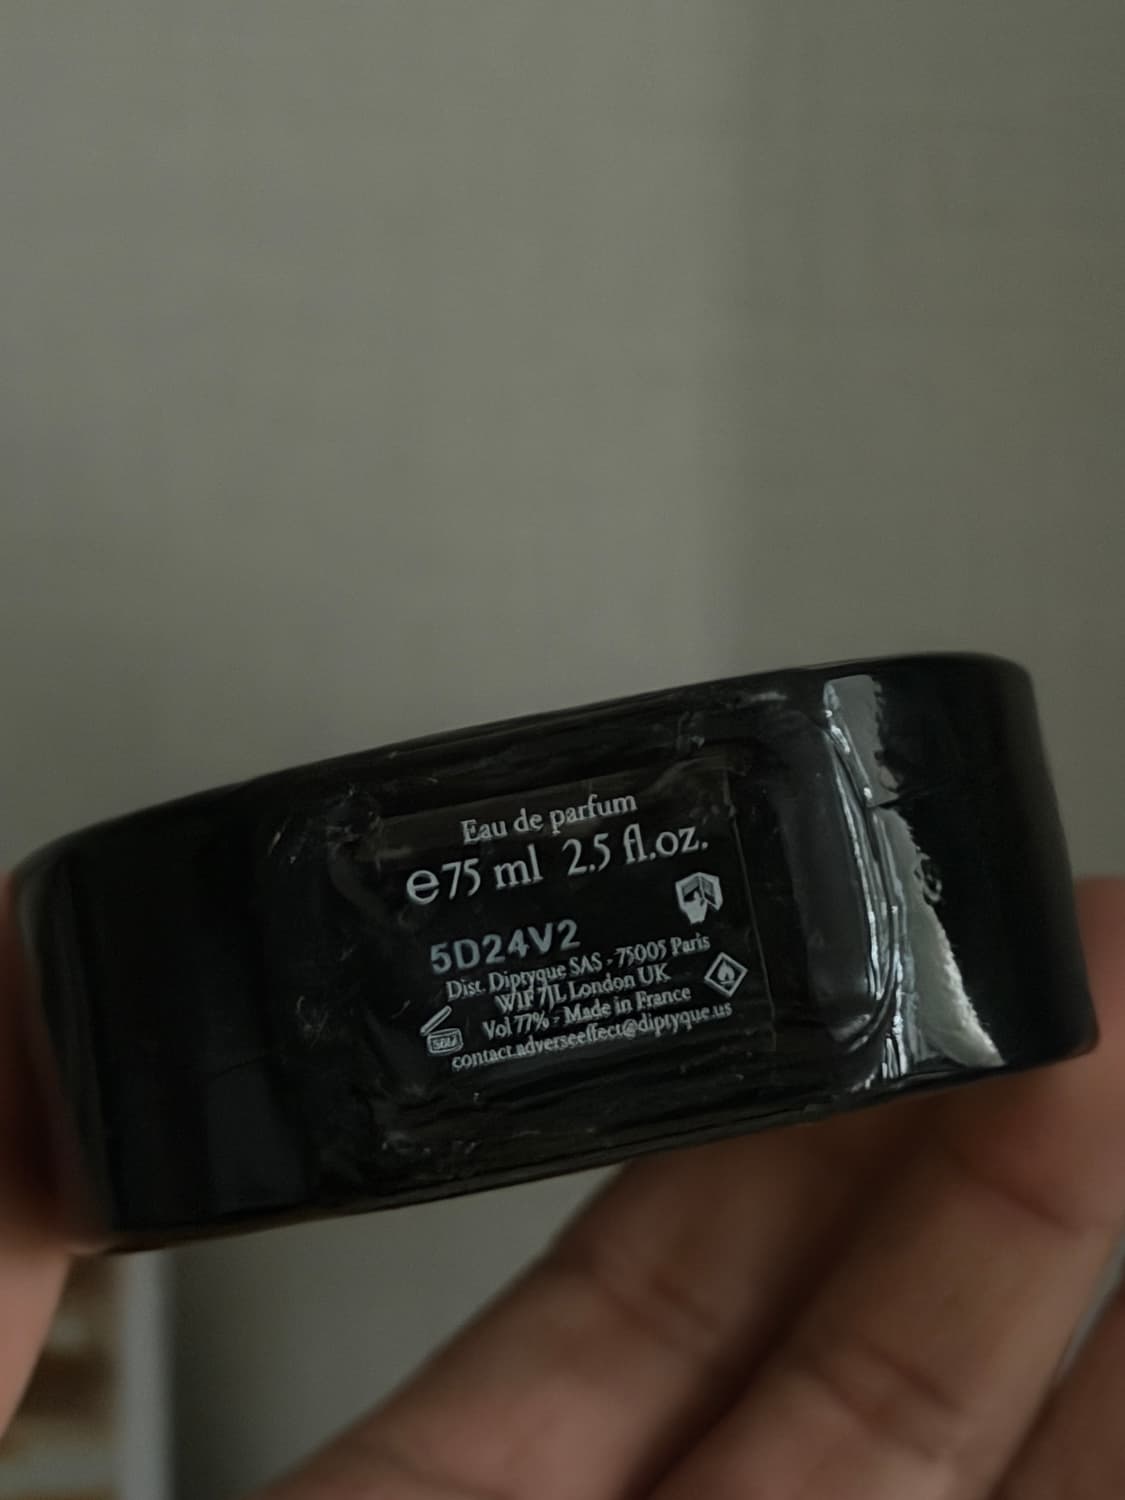 Eau de parfum
e 75 ml 2.5 fl.oz.
5D24V2
Dist. Diptyque SAS - 75005 Paris
W1F 7JL London UK
Vol 77% - Made in France
contact.adverseeffect@diptyque.us